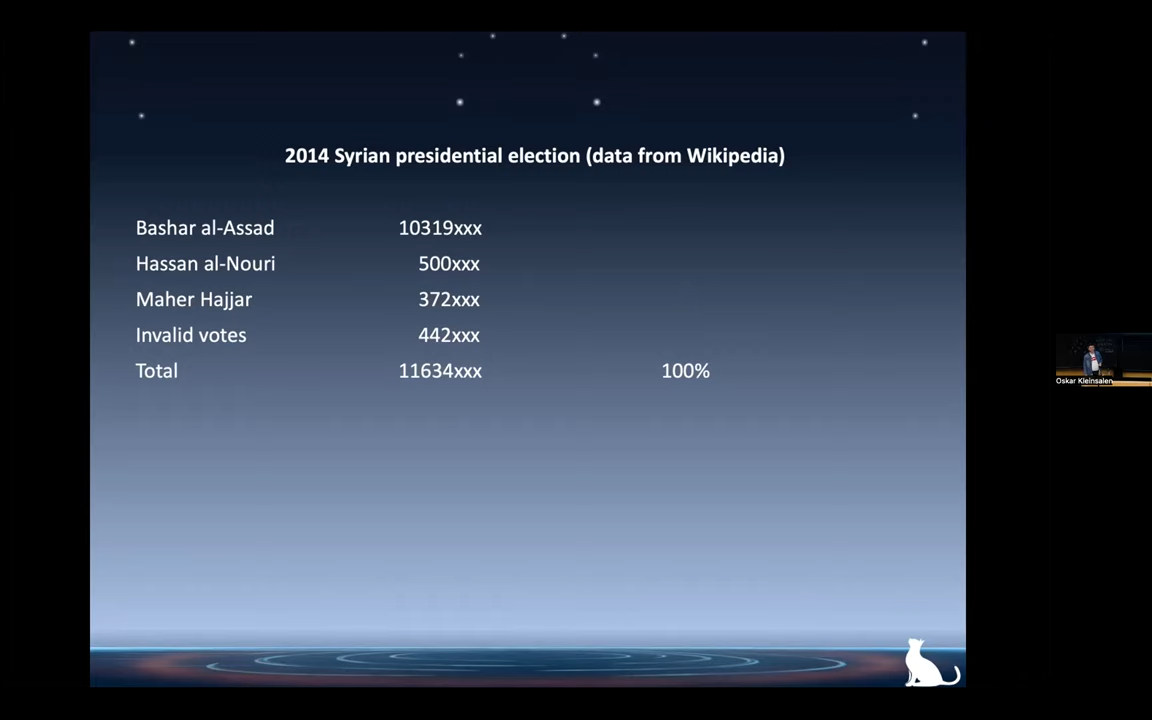 2014 Syrian presidential election (data from Wikipedia)
Bashar al-Assad 10319xxx
Hassan al-Nouri 500xxx
Maher Hajjar 372xxx
Invalid votes 442xxx
Total 11634xxx 100%
Oskar Kleinsalen